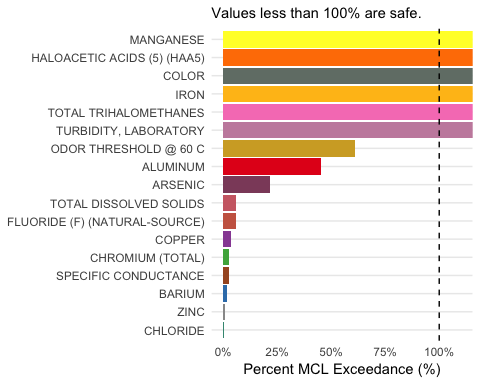 Values less than 100% are safe.
MANGANESE
HALOACETIC ACIDS (5) (HAA5)
COLOR
IRON
TOTAL TRIHALOMETHANES
TURBIDITY, LABORATORY
ODOR THRESHOLD @ 60 C
ALUMINUM
ARSENIC
TOTAL DISSOLVED SOLIDS
FLUORIDE (F) (NATURAL-SOURCE)
COPPER
CHROMIUM (TOTAL)
SPECIFIC CONDUCTANCE
BARIUM
ZINC
CHLORIDE
0% 25% 50% 75% 100%
Percent MCL Exceedance (%)